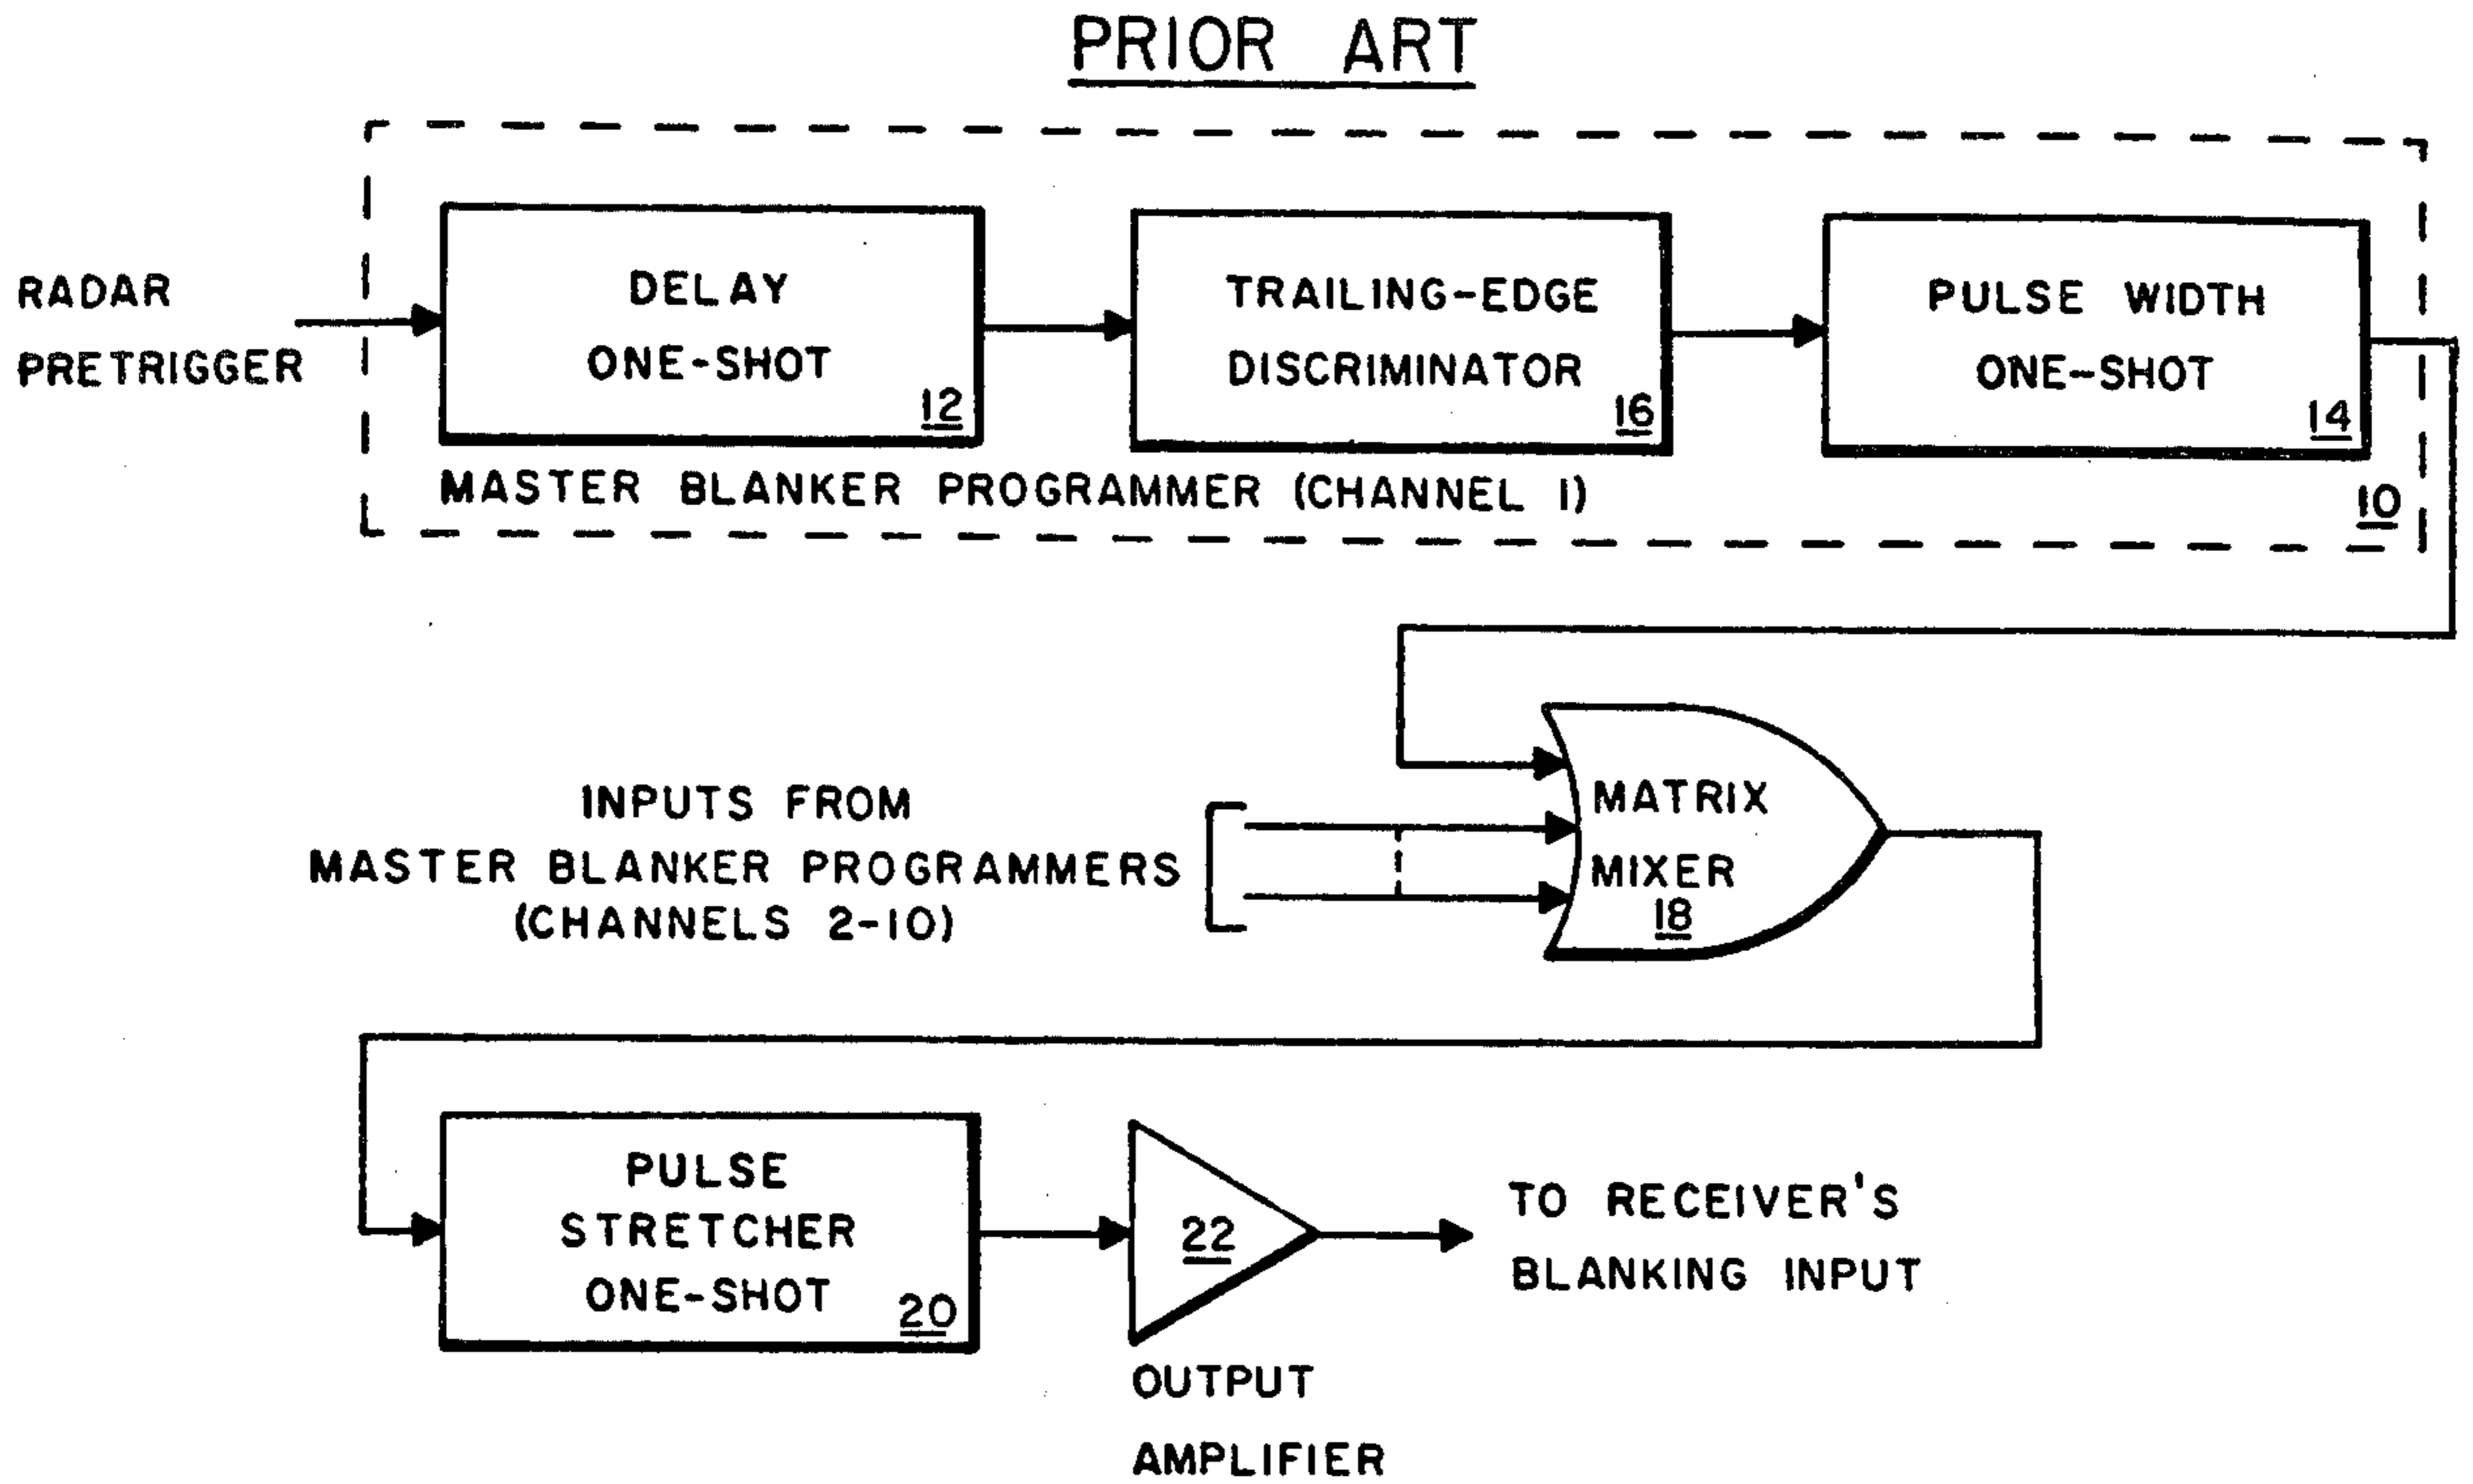 PRIOR ART
RADAR
PRETRIGGER
DELAY
ONE-SHOT
12
TRAILING-EDGE
DISCRIMINATOR
16
PULSE WIDTH
ONE-SHOT
14
MASTER BLANKER PROGRAMMER (CHANNEL 1)
10
INPUTS FROM
MASTER BLANKER PROGRAMMERS
(CHANNELS 2-10)
MATRIX
MIXER
18
PULSE
STRETCHER
ONE-SHOT
20
22
OUTPUT
AMPLIFIER
TO RECEIVER'S
BLANKING INPUT